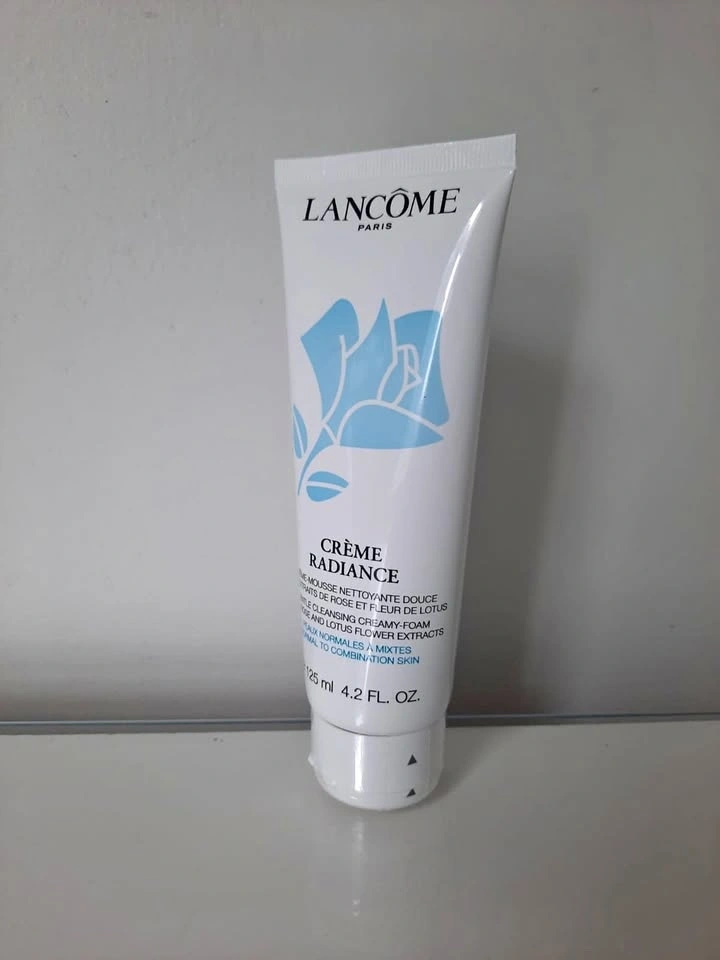 LANCÔME
PARIS
CRÈME
RADIANCE
MOUSSE NETTOYANTE DOUCE
DE ROSE ET FLEUR DE LOTUS
CLEANSING CREAMY-FOAM
AND LOTUS FLOWER EXTRACTS
NORMALES À MIXTES
TO COMBINATION SKIN
125 ml 4.2 FL. OZ.